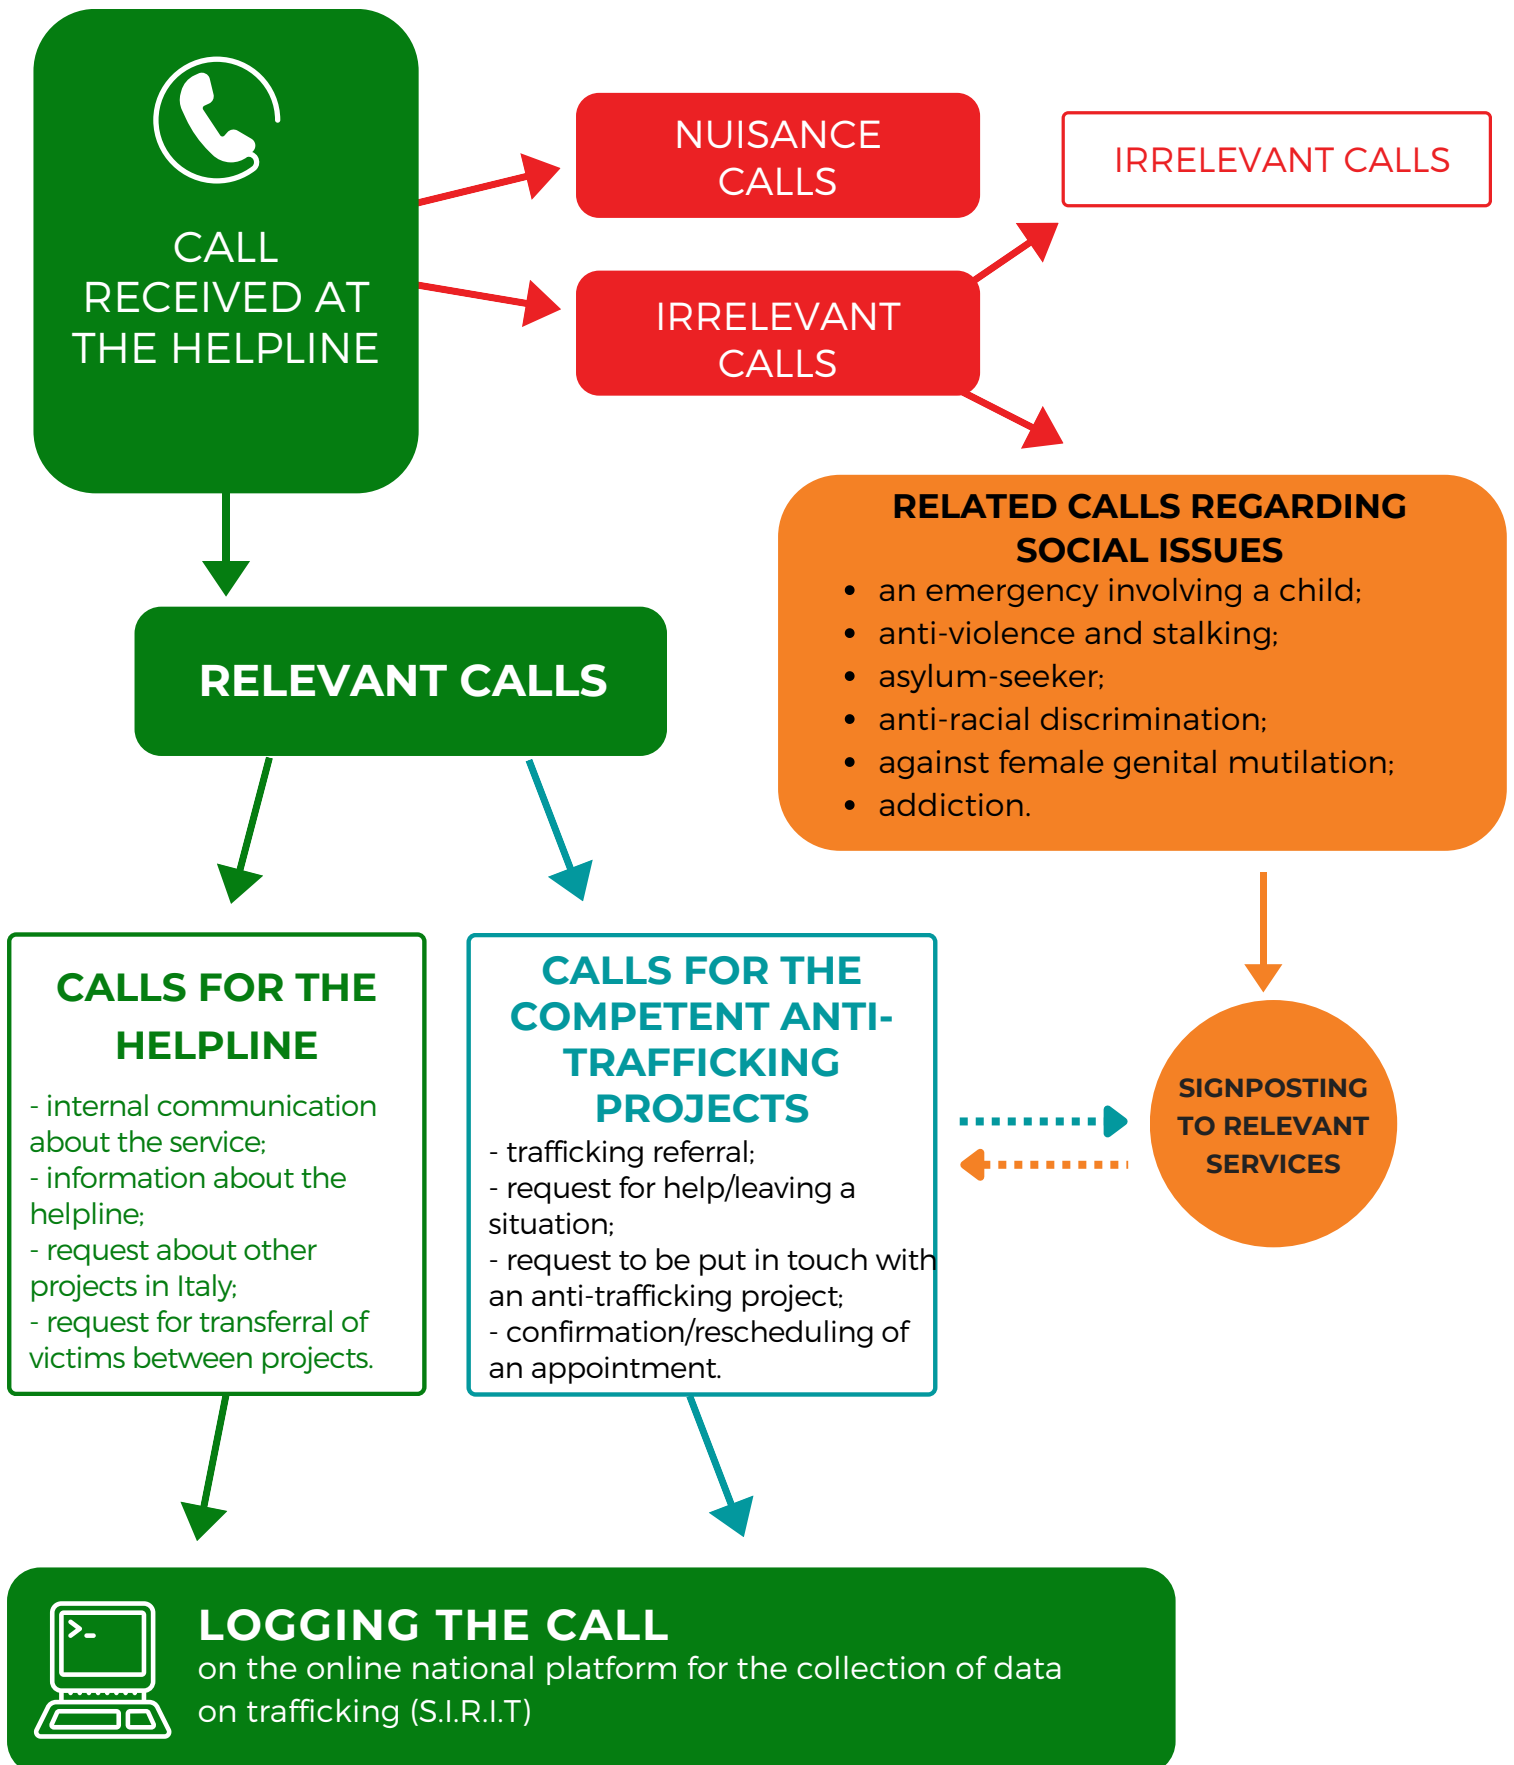 CALL
RECEIVED AT
THE HELPLINE
NUISANCE
CALLS
IRRELEVANT CALLS
IRRELEVANT
CALLS
RELATED CALLS REGARDING
SOCIAL ISSUES
• an emergency involving a child;
• anti-violence and stalking;
• asylum-seeker;
• anti-racial discrimination;
• against female genital mutilation;
• addiction.
RELEVANT CALLS
CALLS FOR THE
HELPLINE
- internal communication
about the service;
- information about the
helpline;
- request about other
projects in Italy;
- request for transferral of
victims between projects.
CALLS FOR THE
COMPETENT ANTI-
TRAFFICKING
PROJECTS
- trafficking referral;
- request for help/leaving a
situation;
- request to be put in touch with
an anti-trafficking project;
- confirmation/rescheduling of
an appointment.
SIGNPOSTING
TO RELEVANT
SERVICES
>-
LOGGING THE CALL
on the online national platform for the collection of data
on trafficking (S.I.R.I.T)